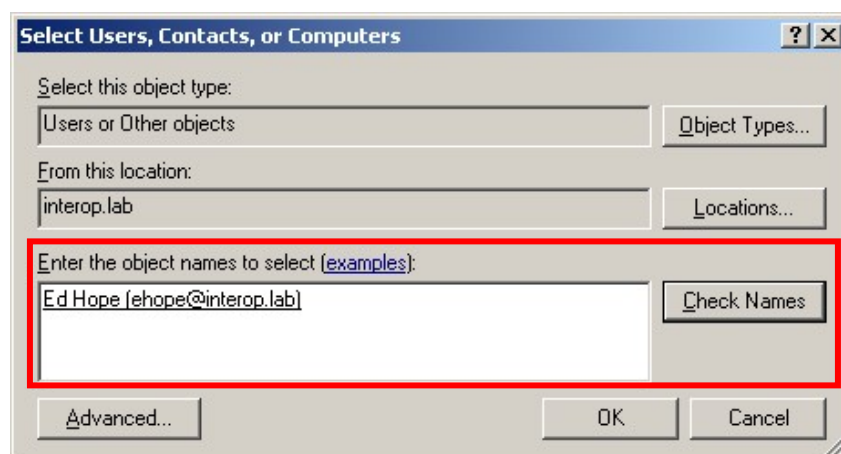 Select Users, Contacts, or Computers
Select this object type:
Users or Other objects
Object Types...
From this location:
interop.lab
Locations...
Enter the object names to select (examples):
Ed Hope (ehope@interop.lab)
Check Names
Advanced...
OK
Cancel